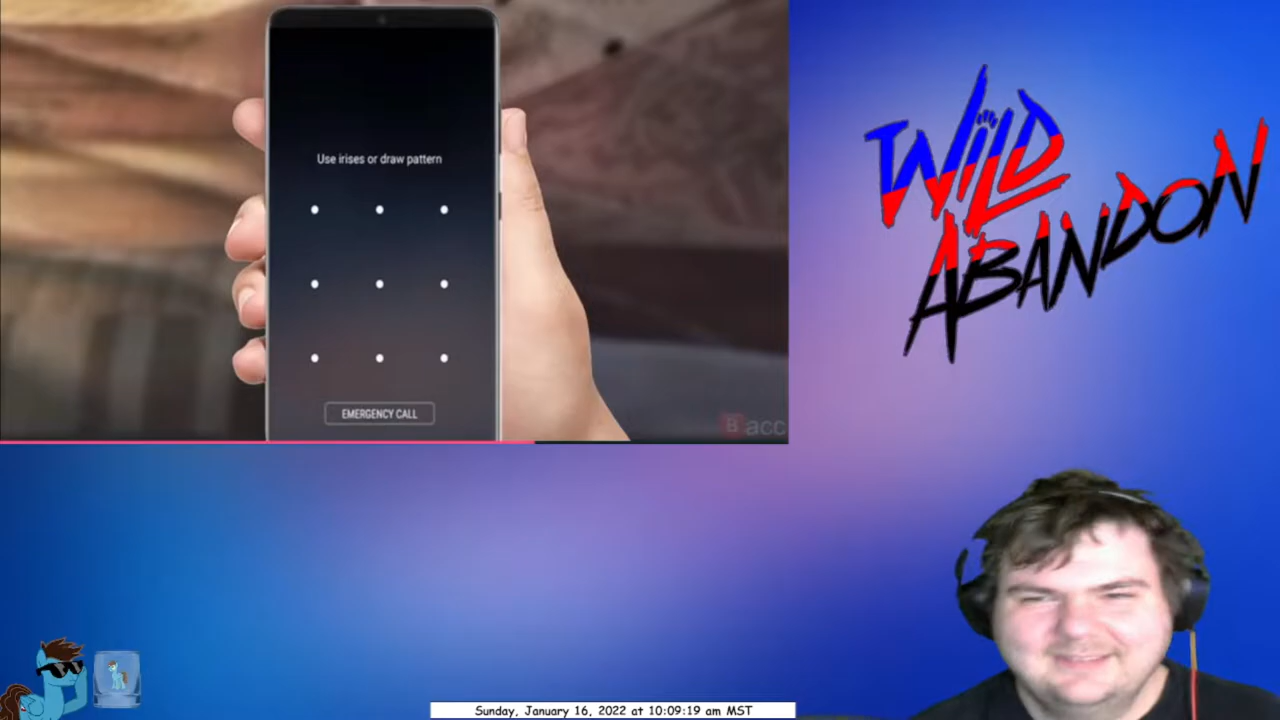 Use irises or draw pattern
EMERGENCY CALL
acc
WILD
ABANDON
Sunday, January 16, 2022 at 10:09:19 am MST